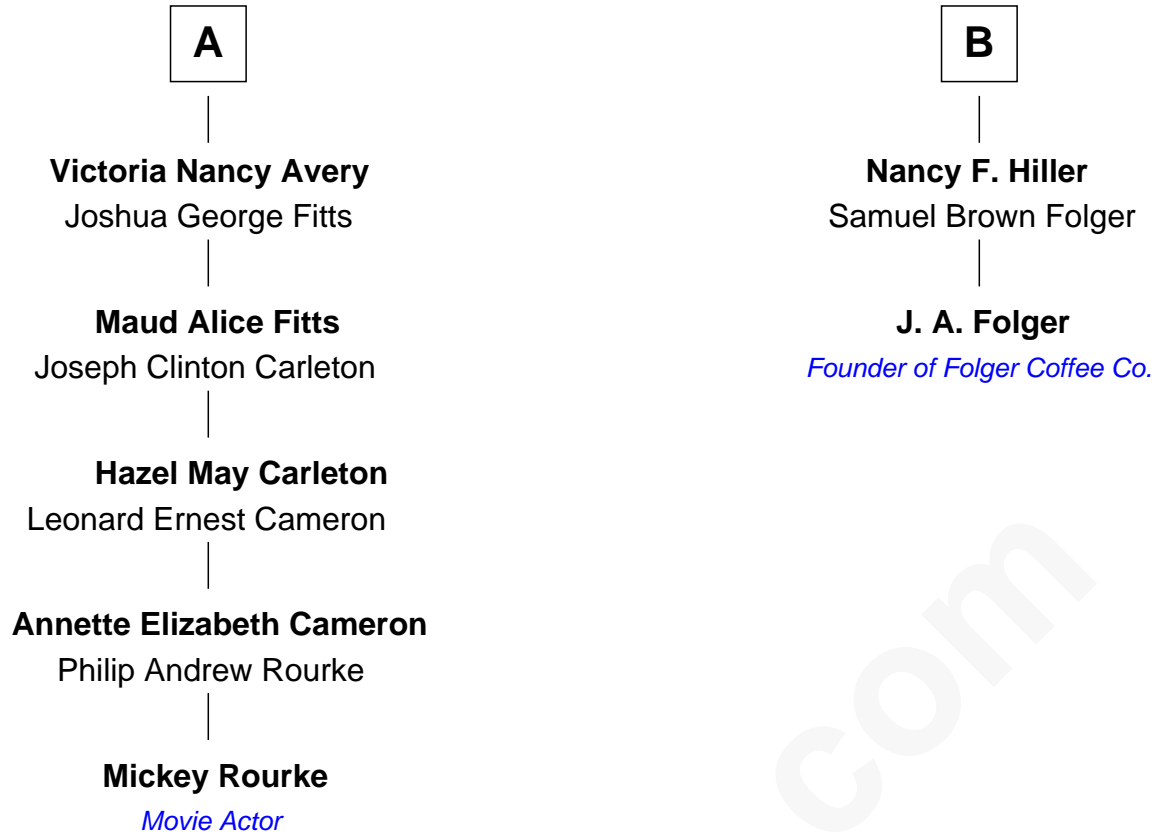 A
Victoria Nancy Avery
Joshua George Fitts
Maud Alice Fitts
Joseph Clinton Carleton
Hazel May Carleton
Leonard Ernest Cameron
Annette Elizabeth Cameron
Philip Andrew Rourke
Mickey Rourke
Movie Actor
B
Nancy F. Hiller
Samuel Brown Folger
J. A. Folger
Founder of Folger Coffee Co.
com